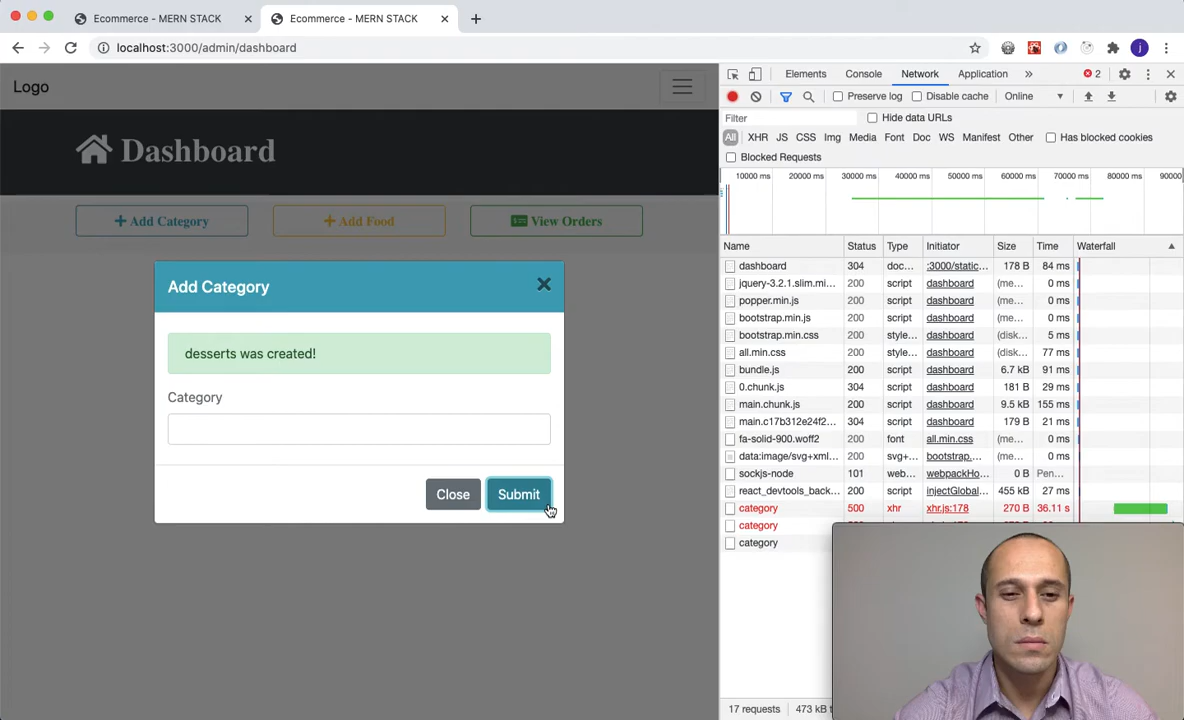 Ecommerce - MERN STACK
Ecommerce - MERN STACK
localhost:3000/admin/dashboard
j
Logo
Elements Console Network Application » 2
Preserve log Disable cache Online
Filter Hide data URLs
All XHR JS CSS Img Media Font Doc WS Manifest Other Has blocked cookies
Blocked Requests
10000 ms 20000 ms 30000 ms 40000 ms 50000 ms 60000 ms 70000 ms 80000 ms 90000
Dashboard
Add Category
Add Food
View Orders
Add Category
desserts was created!
Category
Close
Submit
Name Status Type Initiator Size Time Waterfall
dashboard 304 doc... :3000/static... 178 B 84 ms
jquery-3.2.1.slim.mi... 200 script dashboard (me... 0 ms
popper.min.js 200 script dashboard (me... 0 ms
bootstrap.min.js 200 script dashboard (me... 0 ms
bootstrap.min.css 200 style... dashboard (disk... 5 ms
all.min.css 200 style... dashboard (disk... 77 ms
bundle.js 200 script dashboard 6.7 kB 91 ms
0.chunk.js 304 script dashboard 181 B 29 ms
main.chunk.js 200 script dashboard 9.5 kB 155 ms
main.c17b312e24f2... 304 script dashboard 179 B 21 ms
fa-solid-900.woff2 200 font all.min.css (me... 0 ms
data:image/svg+xml... 200 svg+... bootstrap.... (me... 0 ms
sockjs-node 101 web... webpackHo... 0 B Pen...
react_devtools_back... 200 script injectGlobal... 455 kB 27 ms
category 500 xhr xhr.js:178 270 B 36.11 s
category
category
17 requests 473 kB